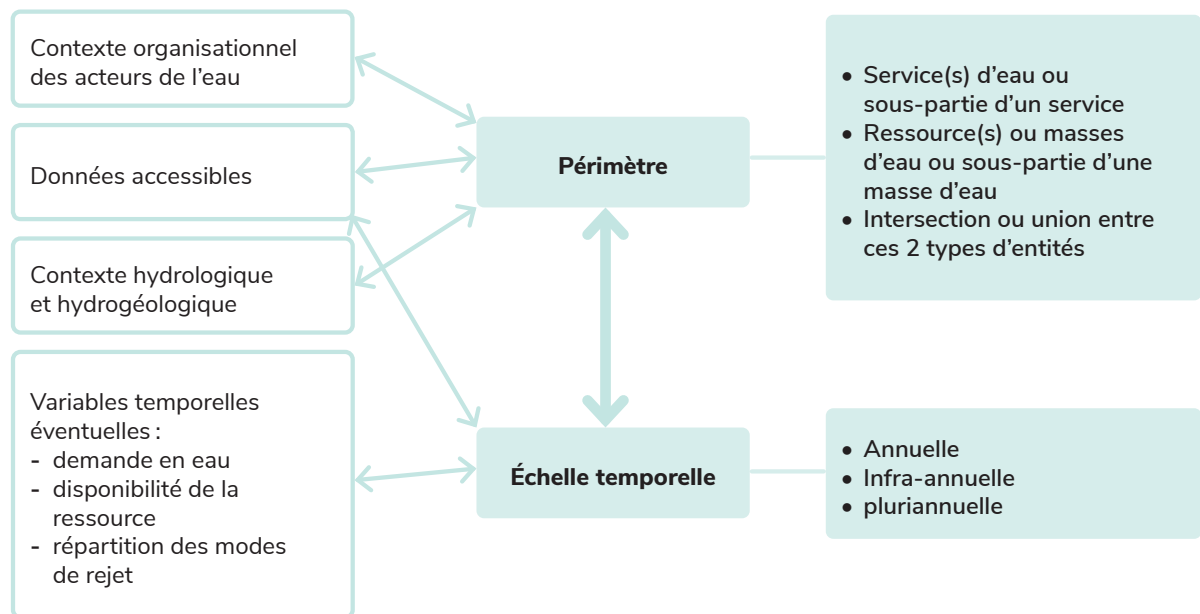 Contexte organisationnel
des acteurs de l'eau
Données accessibles
Contexte hydrologique
et hydrogéologique
Variables temporelles
éventuelles :
- demande en eau
- disponibilité de la
ressource
- répartition des modes
de rejet
Périmètre
Échelle temporelle
• Service(s) d'eau ou
sous-partie d'un service
• Ressource(s) ou masses
d'eau ou sous-partie d'une
masse d'eau
• Intersection ou union entre
ces 2 types d'entités
• Annuelle
• Infra-annuelle
• pluriannuelle